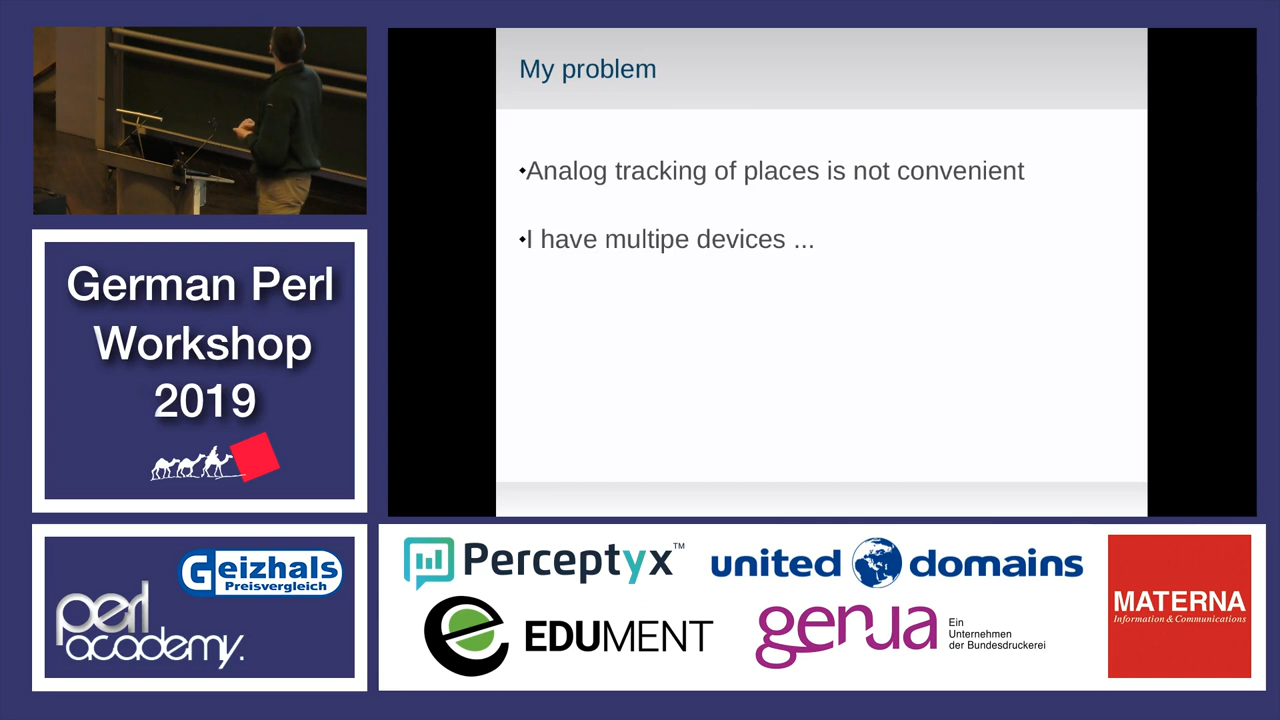 My problem
Analog tracking of places is not convenient
I have multipe devices ...
German Perl
Workshop
2019
Geizhals
Preisvergleich
perl
academy.
Perceptyx™
united domains
EDUMENT
genua
Ein
Unternehmen
der Bundesdruckerei
MATERNA
Information & Communications